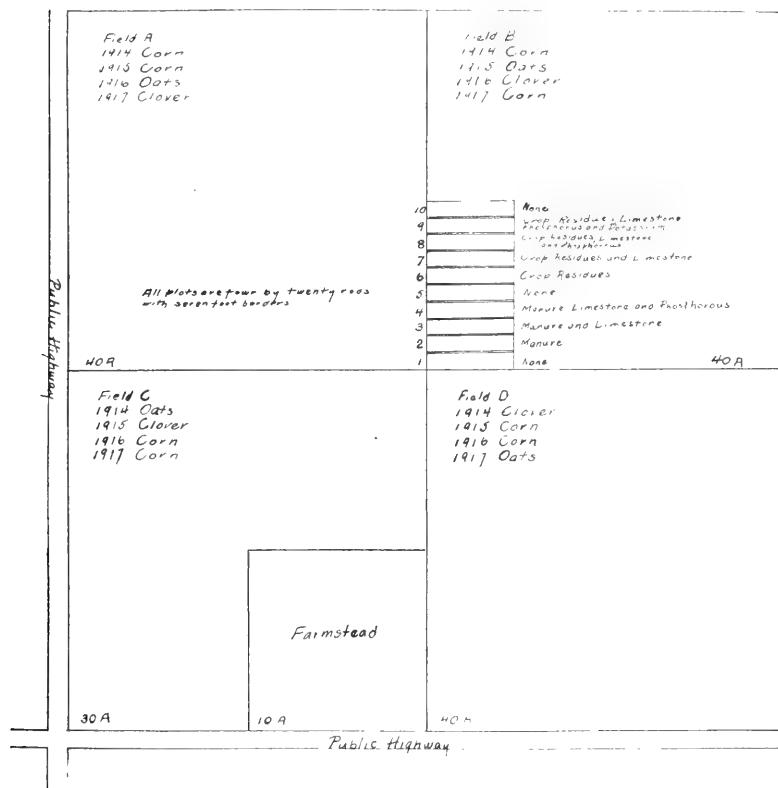 Field A
1914 Corn
1915 Corn
1916 Oats
1917 Clover
Field B
1914 Corn
1915 Oats
1916 Clover
1917 Corn
10 None
9 Crop Residue, Limestone
Phosphorus and Potassium
8 Crop Residues, Limestone
and Phosphorus
7 Crop Residues and Limestone
6 Crop Residues
5 None
4 Manure Limestone and Phosthorous
3 Manure and Limestone
2 Manure
1 None
All plots are four by twenty rods
with seven foot borders
Public Highway
40 A
40 A
Field C
1914 Oats
1915 Clover
1916 Corn
1917 Corn
Field D
1914 Clover
1915 Corn
1916 Corn
1917 Oats
Farmstead
30 A
10 A
40 A
Public Highway